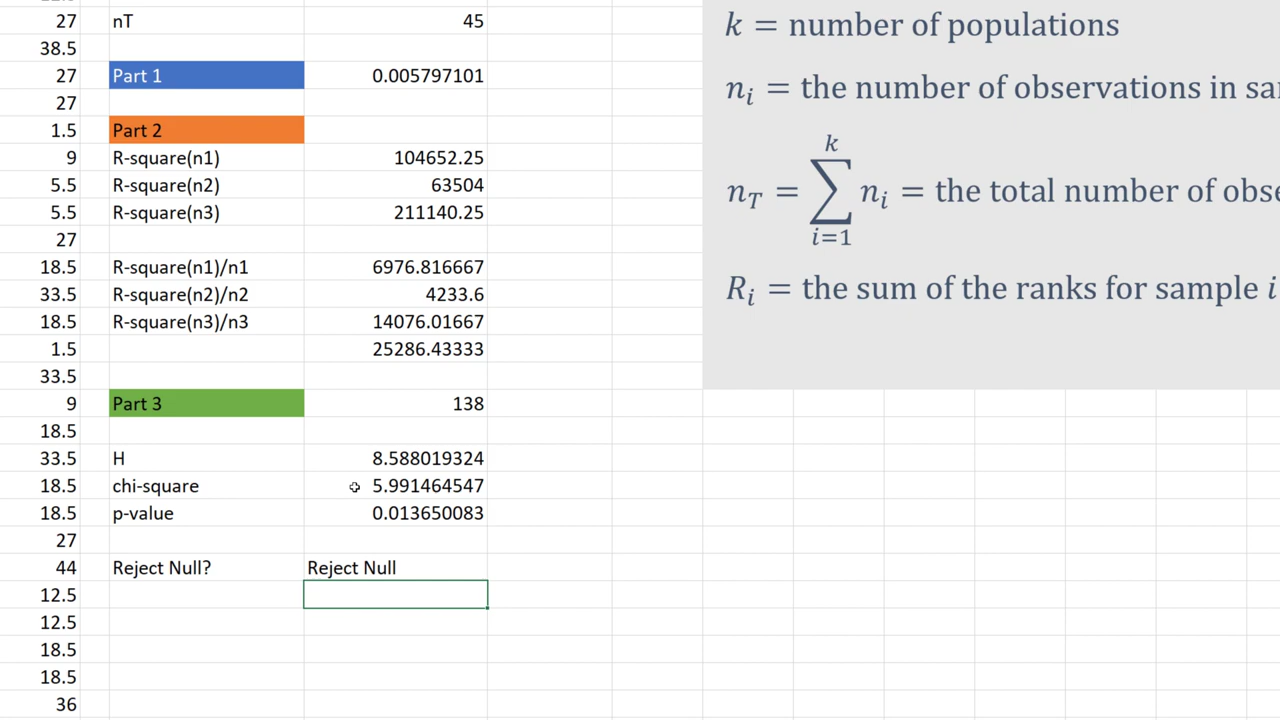 27 nT 45
38.5
27 Part 1 0.005797101
27
1.5 Part 2
9 R-square(n1) 104652.25
5.5 R-square(n2) 63504
5.5 R-square(n3) 211140.25
27
18.5 R-square(n1)/n1 6976.816667
33.5 R-square(n2)/n2 4233.6
18.5 R-square(n3)/n3 14076.01667
1.5 25286.43333
33.5
9 Part 3 138
18.5
33.5 H 8.588019324
18.5 chi-square 5.991464547
18.5 p-value 0.013650083
27
44 Reject Null? Reject Null
12.5
12.5
18.5
18.5
36
k = number of populations
nᵢ = the number of observations in
k
n_T = ∑ nᵢ = the total number of
i=1
Rᵢ = the sum of the ranks for sample i